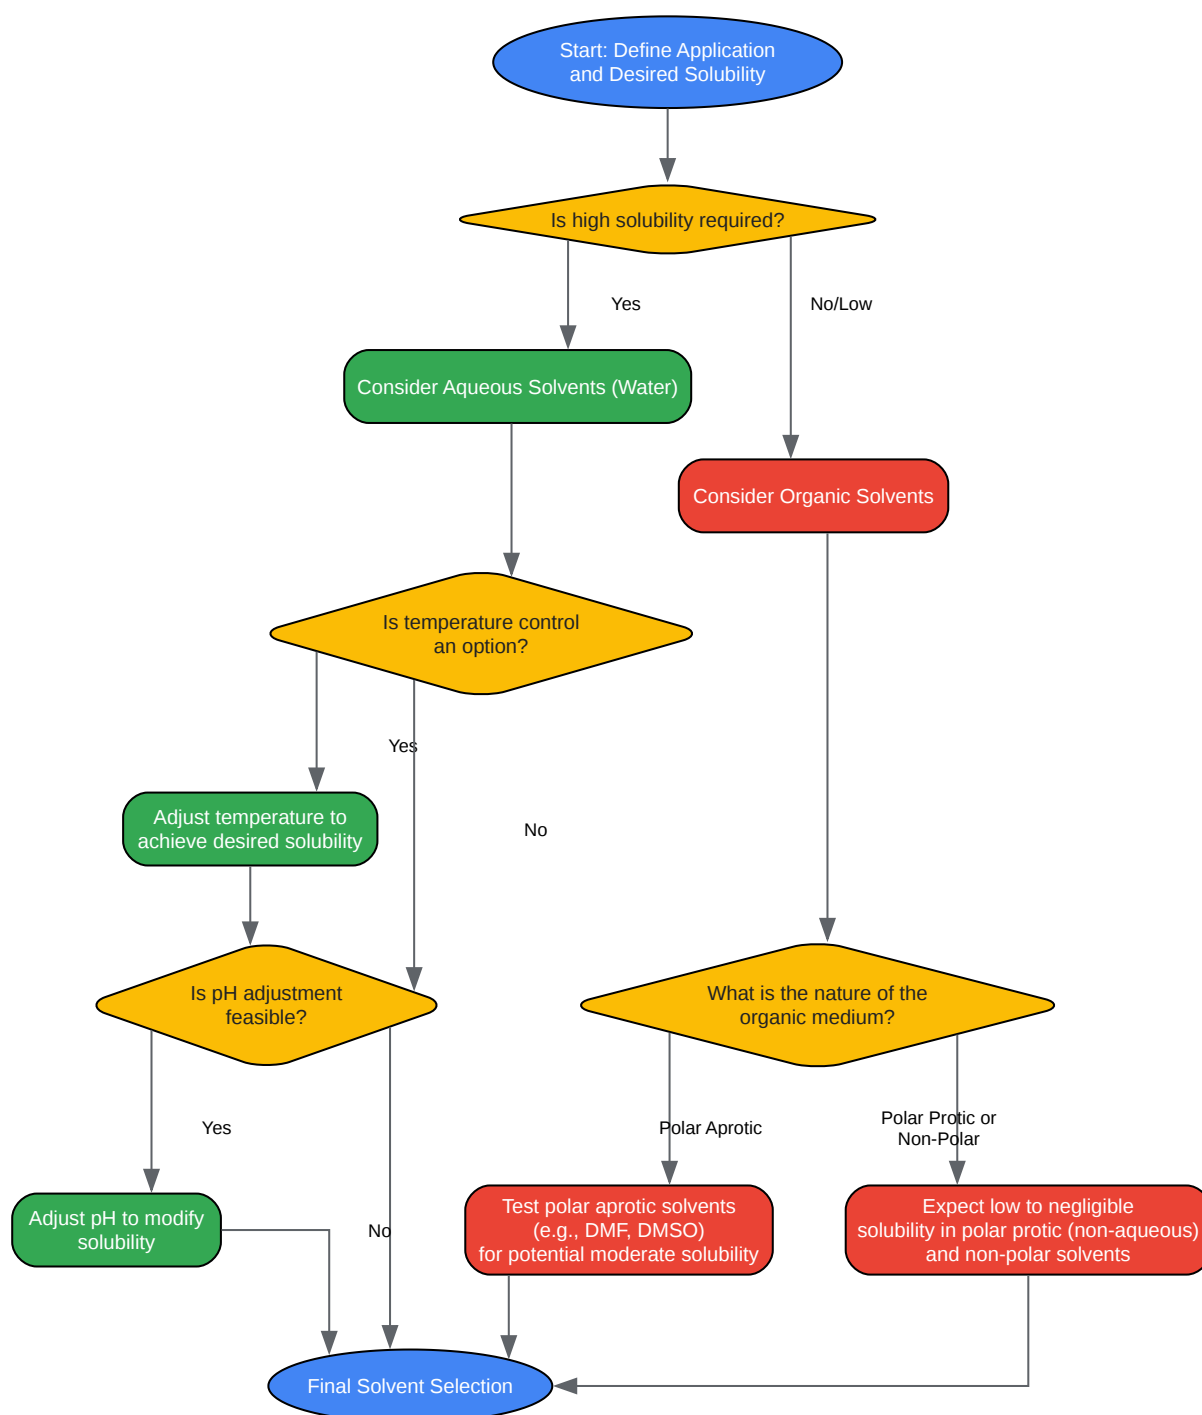 Start: Define Application
and Desired Solubility
Is high solubility required?
Yes
No/Low
Consider Aqueous Solvents (Water)
Consider Organic Solvents
Is temperature control
an option?
Yes
No
Adjust temperature to
achieve desired solubility
Is pH adjustment
feasible?
What is the nature of the
organic medium?
Yes
No
Polar Aprotic
Polar Protic or
Non-Polar
Adjust pH to modify
solubility
Test polar aprotic solvents
(e.g., DMF, DMSO)
for potential moderate solubility
Expect low to negligible
solubility in polar protic (non-aqueous)
and non-polar solvents
Final Solvent Selection